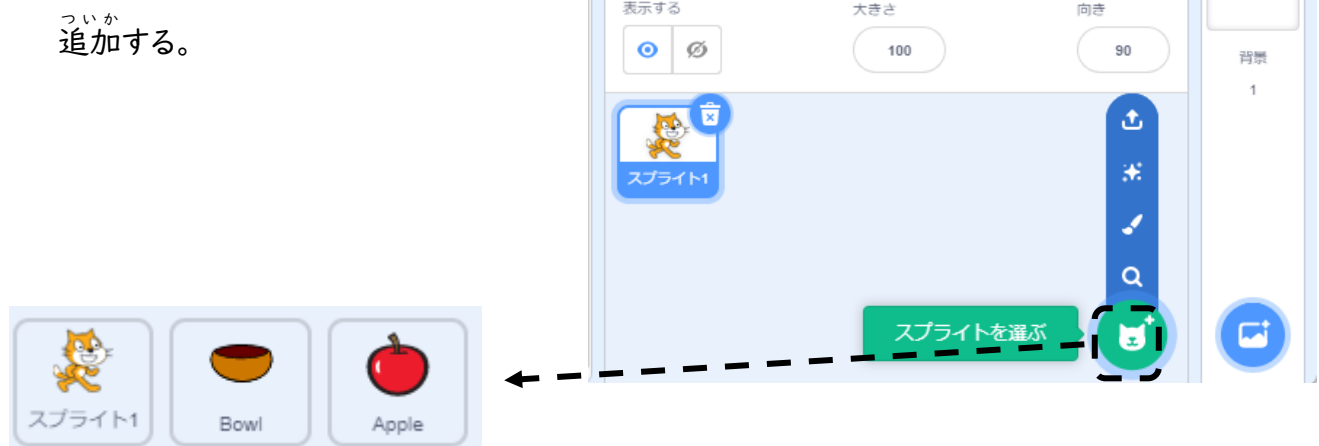 ついか
追加する。
表示する 大きさ 向き
100 90
背景
1
スプライト1
スプライトを選ぶ
スプライト1 Bowl Apple